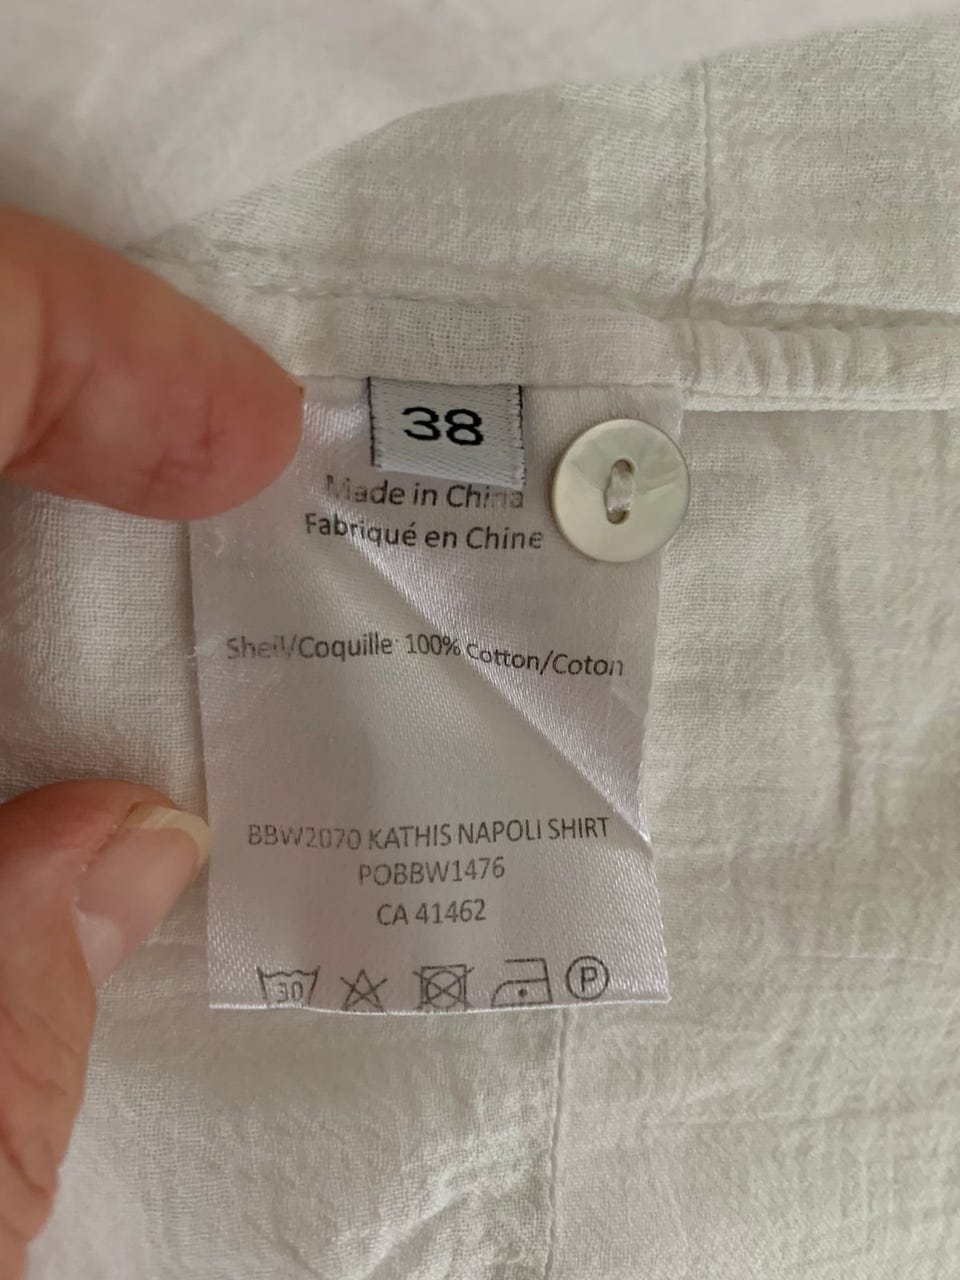 38
Made in China
Fabriqué en Chine
Shell/Coquille: 100% Cotton/Coton
BBW2070 KATHIS NAPOLI SHIRT
POBBW1476
CA 41462
30 P